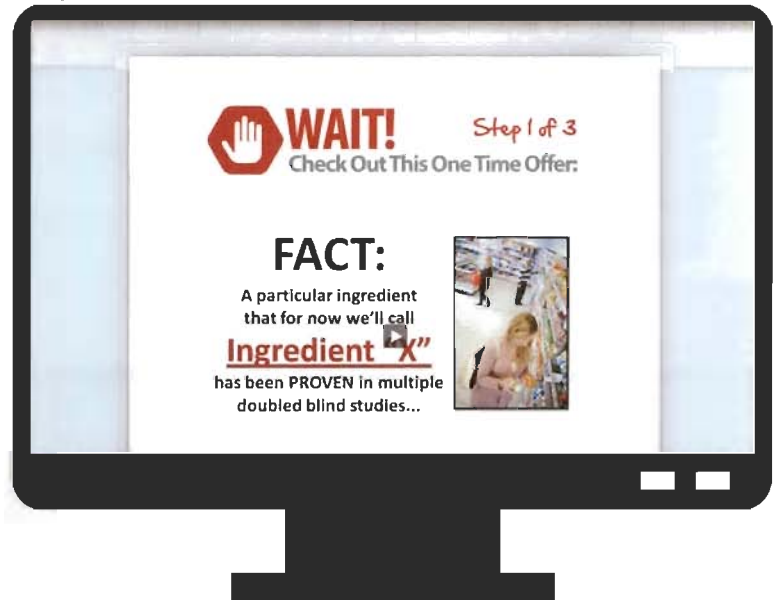 WAIT!
Step 1 of 3
Check Out This One Time Offer:
FACT:
A particular ingredient
that for now we'll call
Ingredient "X"
has been PROVEN in multiple
doubled blind studies...